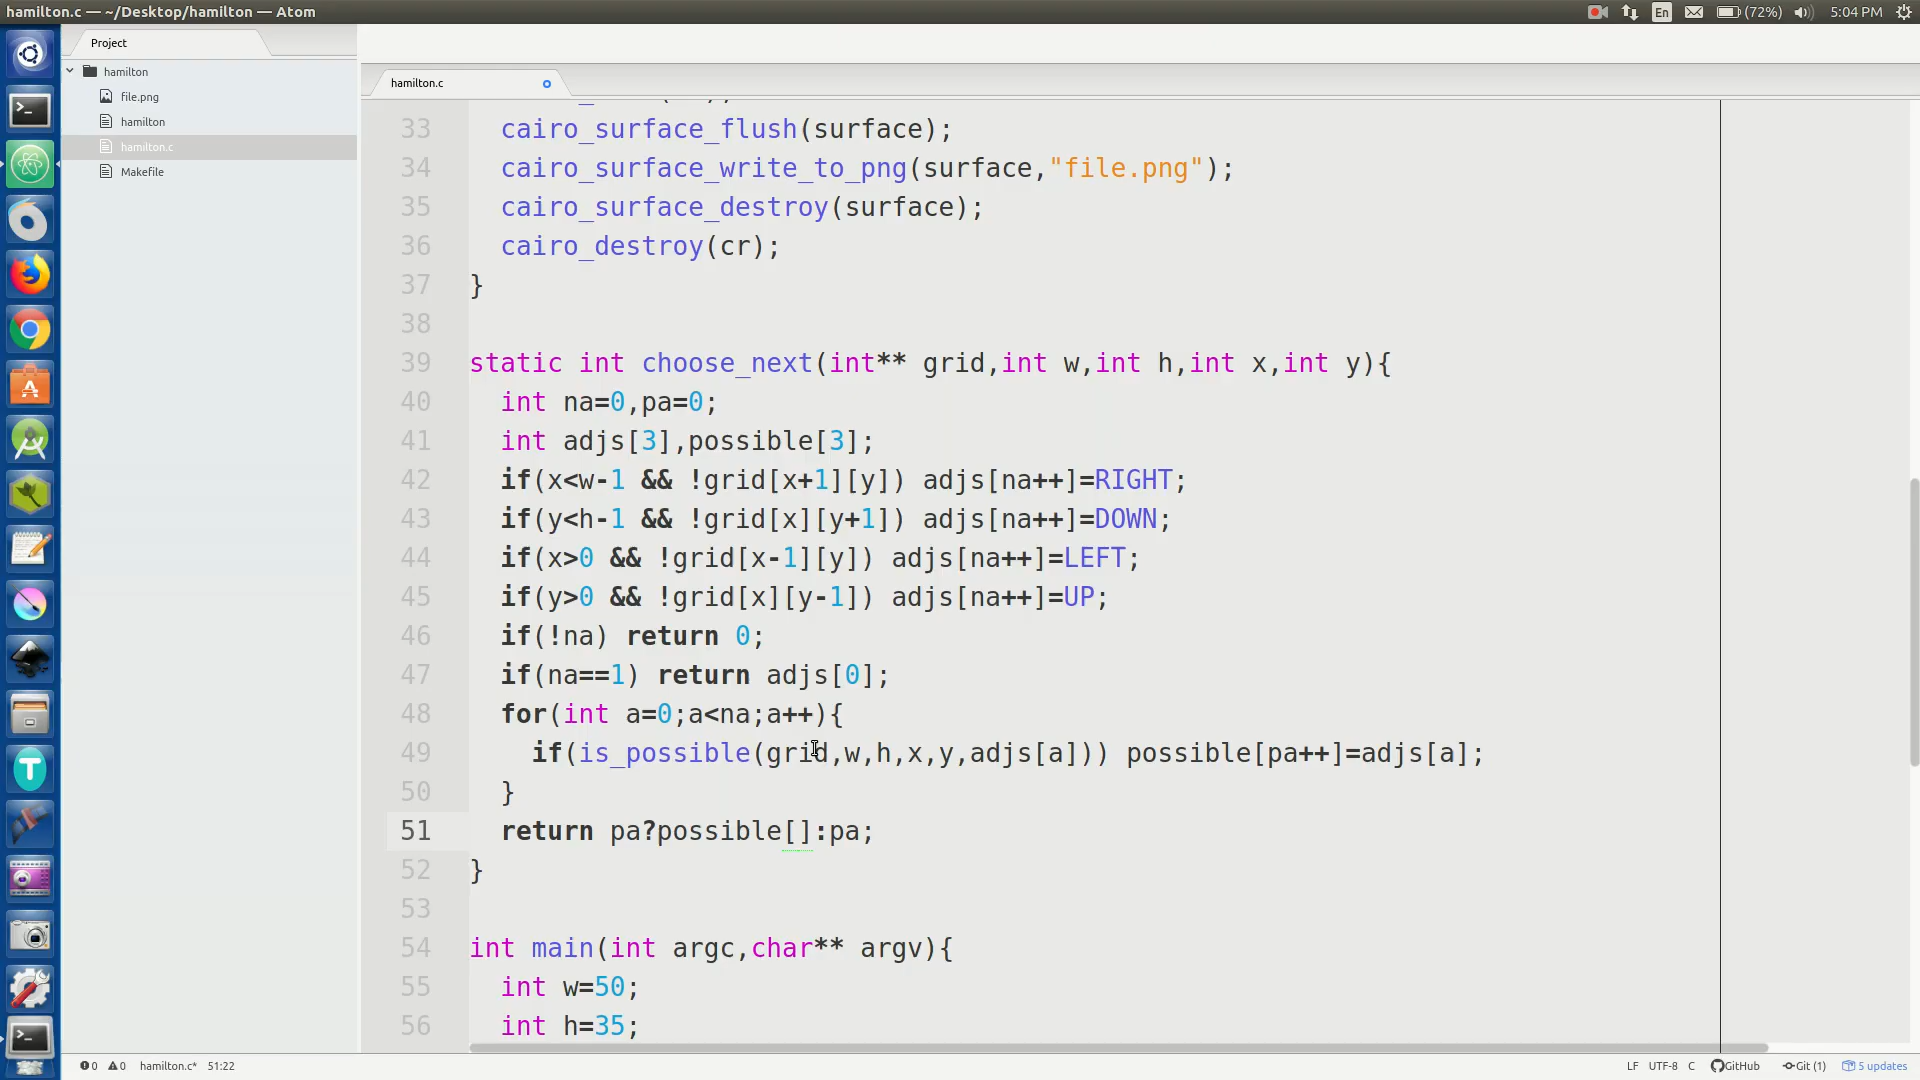 hamilton.c — ~/Desktop/hamilton — Atom
En
(72%)
5:04 PM
Project
hamilton
file.png
hamilton
hamilton.c
Makefile
hamilton.c
33 cairo_surface_flush(surface);
34 cairo_surface_write_to_png(surface,"file.png");
35 cairo_surface_destroy(surface);
36 cairo_destroy(cr);
37 }
38
39 static int choose_next(int** grid,int w,int h,int x,int y){
40 int na=0,pa=0;
41 int adjs[3],possible[3];
42 if(x<w-1 && !grid[x+1][y]) adjs[na++]=RIGHT;
43 if(y<h-1 && !grid[x][y+1]) adjs[na++]=DOWN;
44 if(x>0 && !grid[x-1][y]) adjs[na++]=LEFT;
45 if(y>0 && !grid[x][y-1]) adjs[na++]=UP;
46 if(!na) return 0;
47 if(na==1) return adjs[0];
48 for(int a=0;a<na;a++){
49 if(is_possible(grid,w,h,x,y,adjs[a])) possible[pa++]=adjs[a];
50 }
51 return pa?possible[]:pa;
52 }
53
54 int main(int argc,char** argv){
55 int w=50;
56 int h=35;
0 0 hamilton.c* 51:22
LF UTF-8 C GitHub Git (1) 5 updates